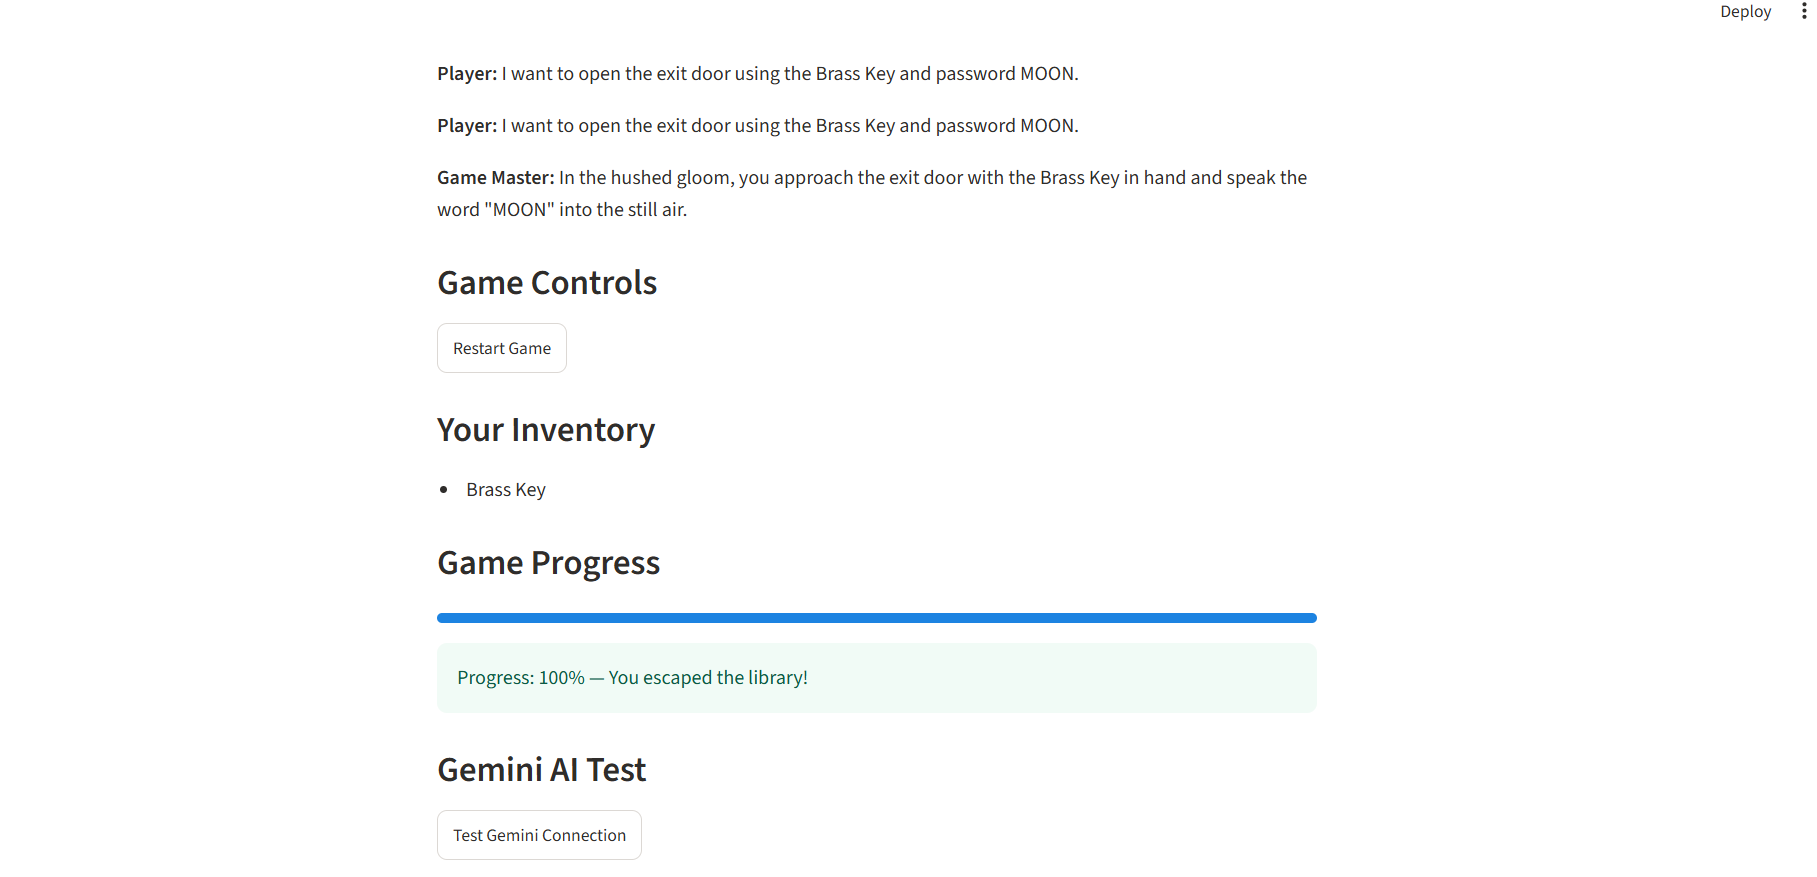 Deploy
Player: I want to open the exit door using the Brass Key and password MOON.
Player: I want to open the exit door using the Brass Key and password MOON.
Game Master: In the hushed gloom, you approach the exit door with the Brass Key in hand and speak the
word "MOON" into the still air.
Game Controls
Restart Game
Your Inventory
• Brass Key
Game Progress
Progress: 100% — You escaped the library!
Gemini AI Test
Test Gemini Connection